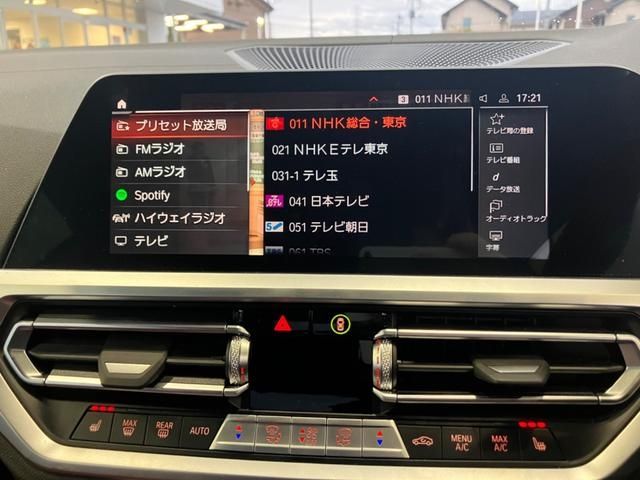 3 011 NHK総 17:21
プリセット放送局
FMラジオ
AMラジオ
Spotify
ハイウェイラジオ
テレビ
011 NHK総合・東京
021 NHK Eテレ東京
031-1 テレ玉
041 日本テレビ
051 テレビ朝日
061 TBS
テレビ局の登録
テレビ番組
d
データ放送
オーディオトラック
字幕
MAX
REAR
AUTO
MENU
A/C
MAX
A/C